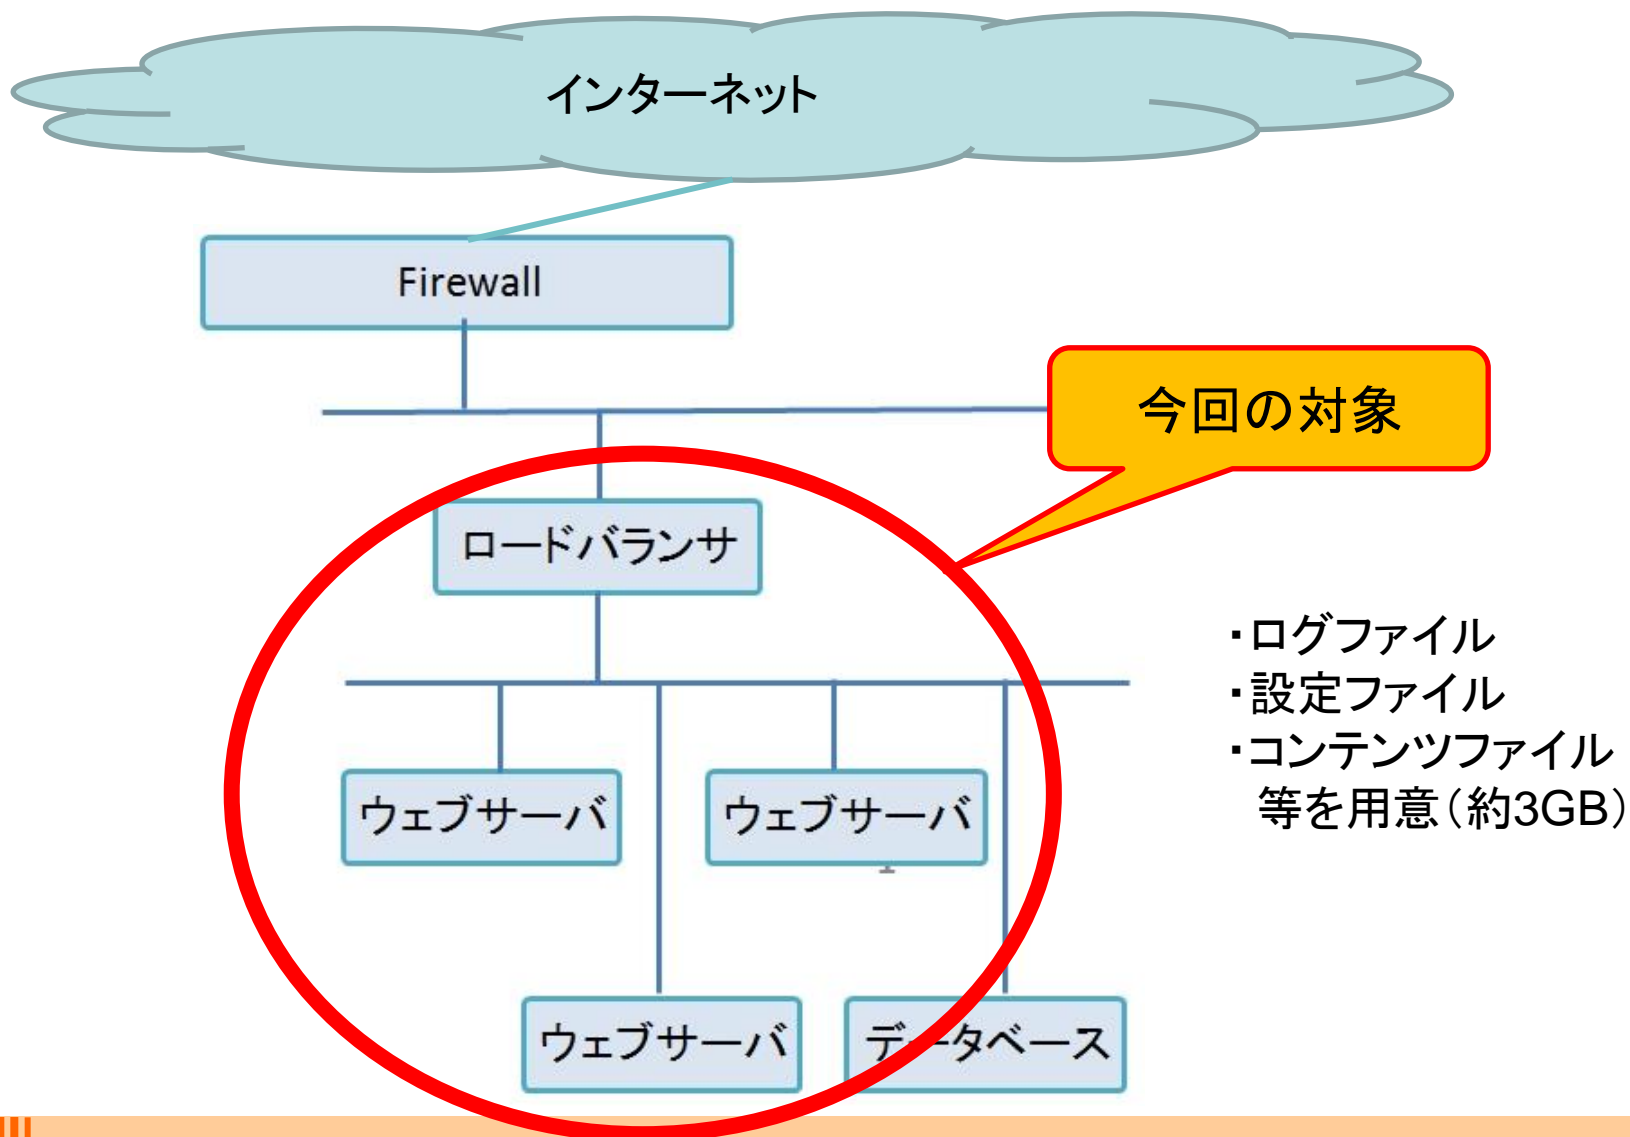 インターネット
Firewall
今回の対象
ロードバランサ
・ログファイル
・設定ファイル
・コンテンツファイル
等を用意(約3GB)
ウェブサーバ
ウェブサーバ
ウェブサーバ
データベース